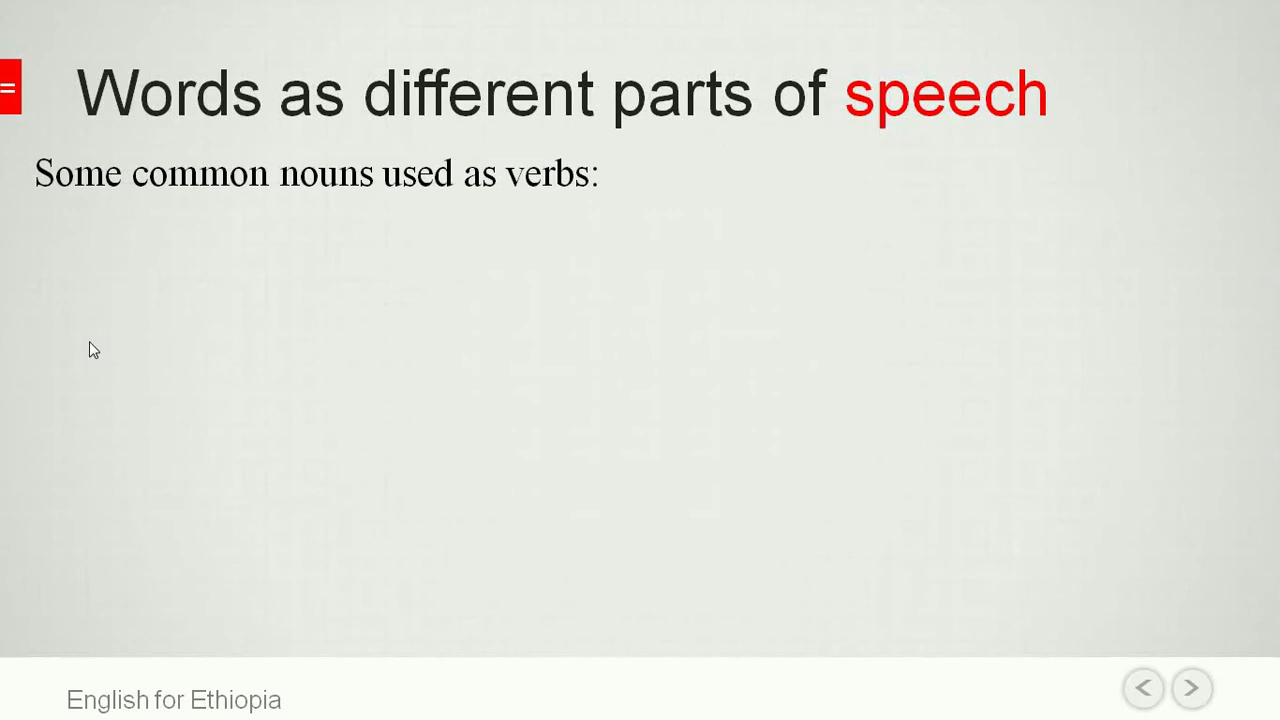 = Words as different parts of speech
Some common nouns used as verbs:
English for Ethiopia
< >